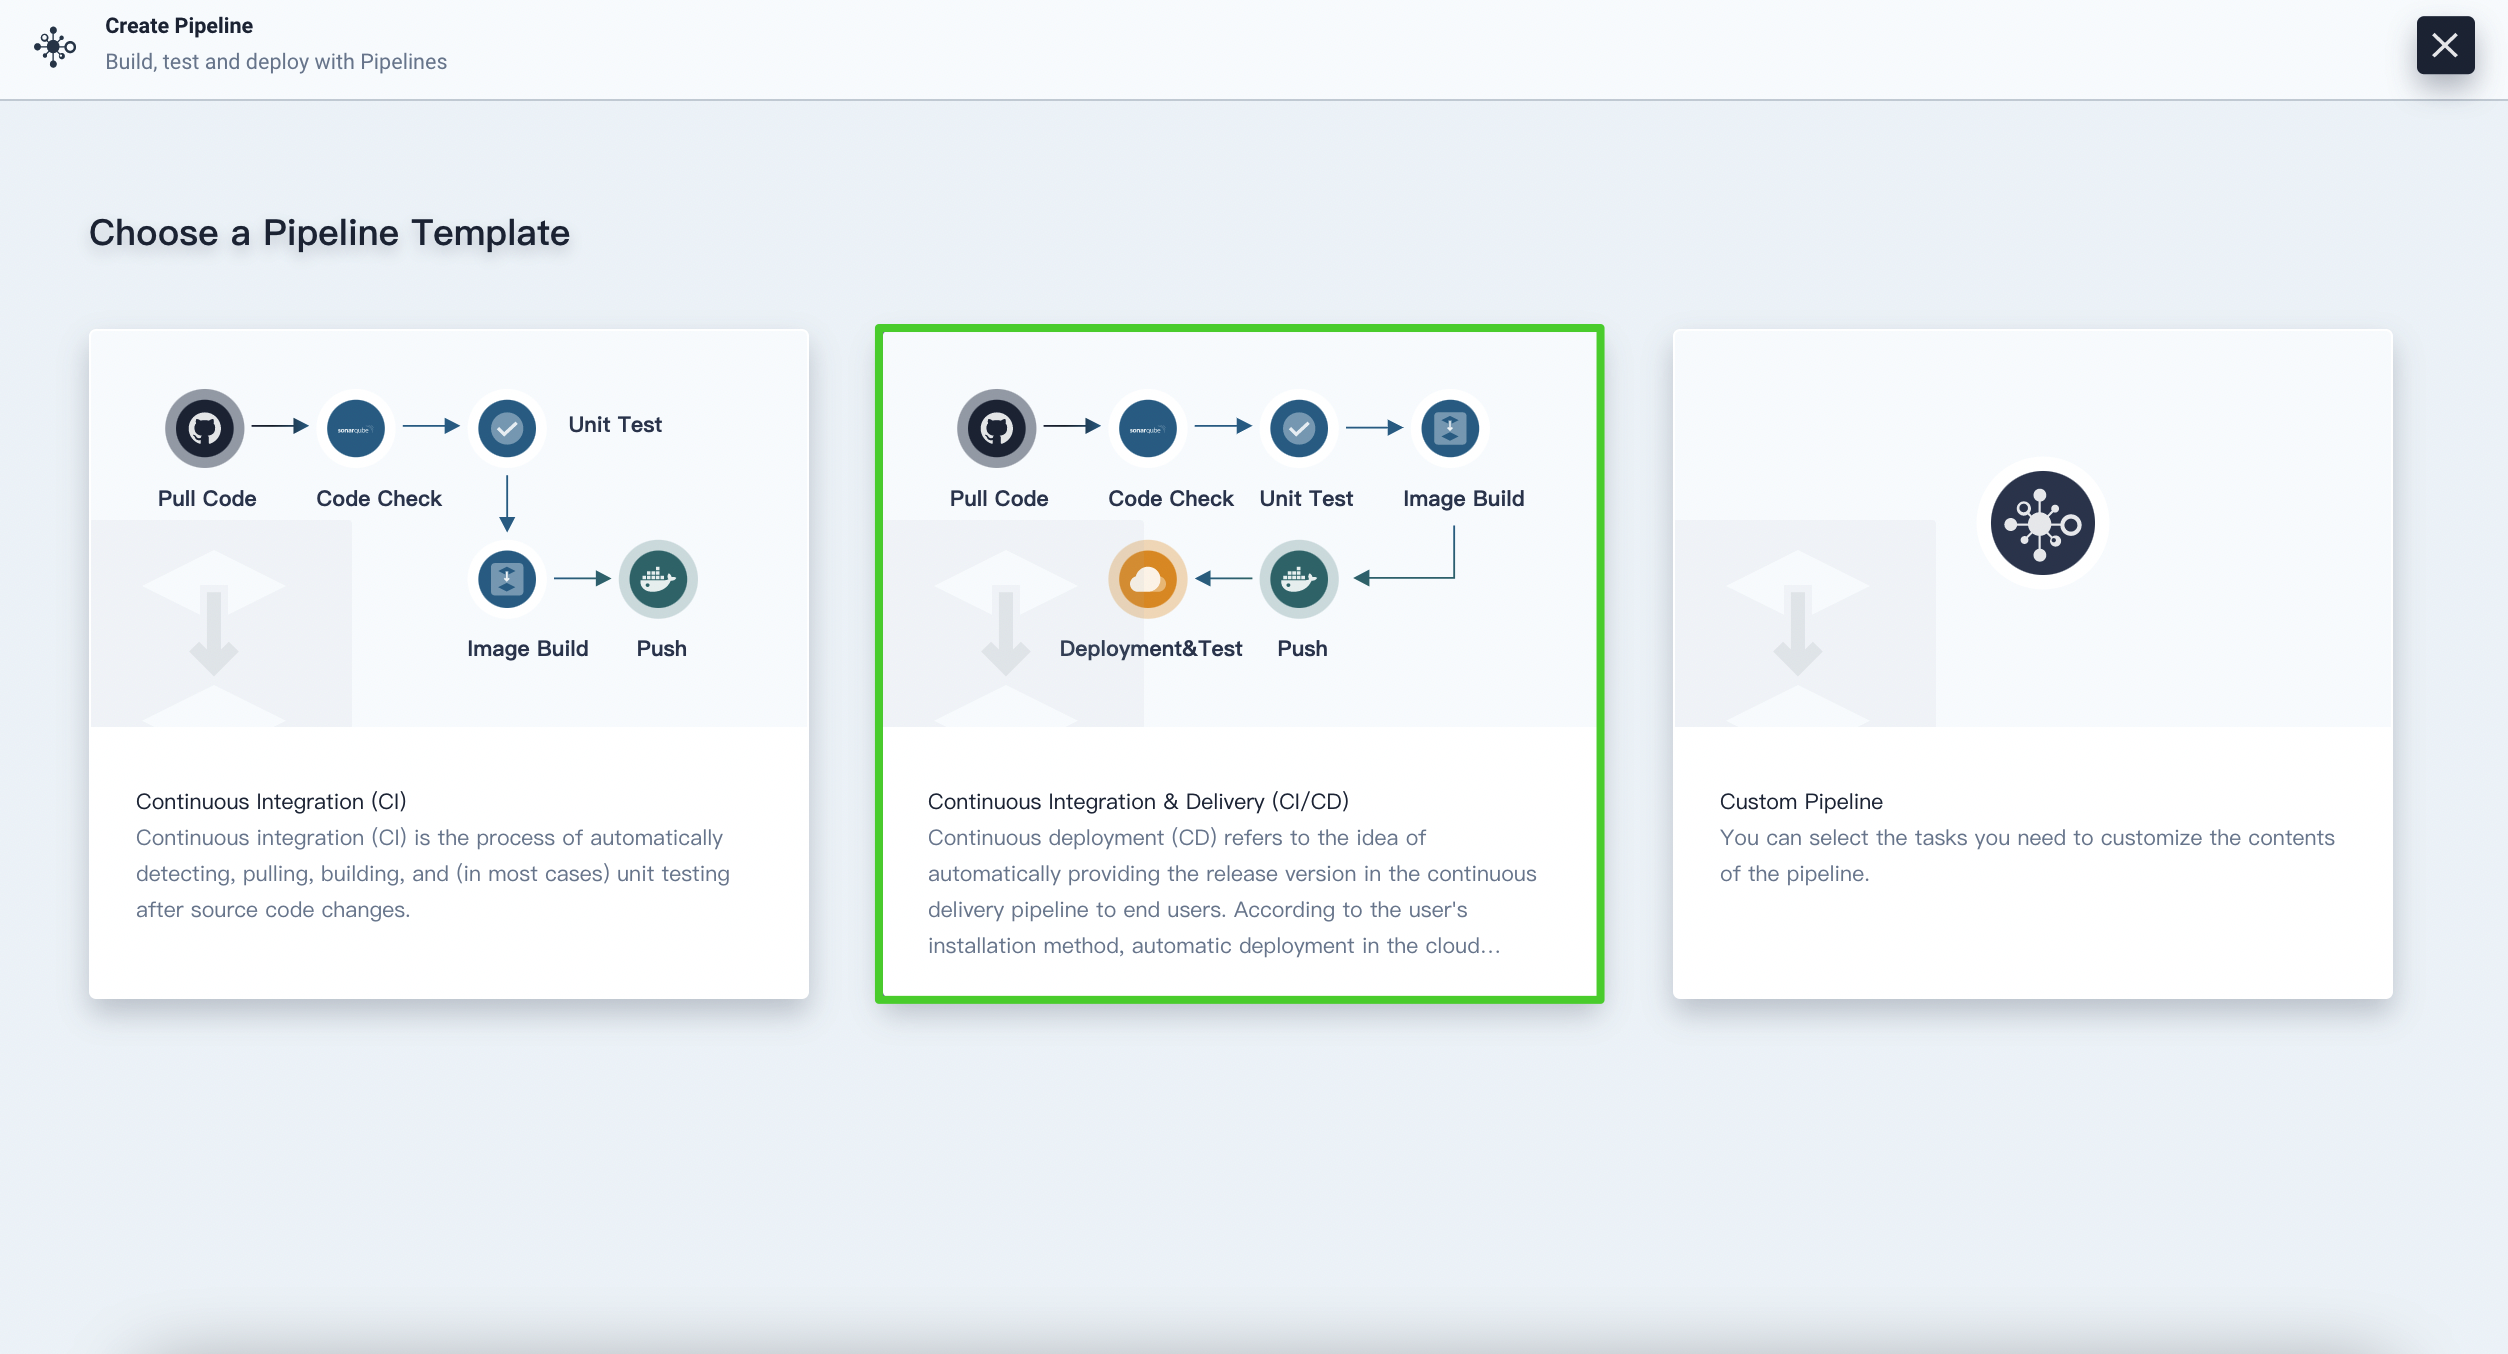 Create Pipeline
Build, test and deploy with Pipelines
Choose a Pipeline Template
Unit Test
sonarqube
Pull Code
Code Check
Image Build
Push
Continuous Integration (CI)
Continuous integration (CI) is the process of automatically
detecting, pulling, building, and (in most cases) unit testing
after source code changes.
sonarqube
Pull Code
Code Check
Unit Test
Image Build
Deployment&Test
Push
Continuous Integration & Delivery (CI/CD)
Continuous deployment (CD) refers to the idea of
automatically providing the release version in the continuous
delivery pipeline to end users. According to the user's
installation method, automatic deployment in the cloud...
Custom Pipeline
You can select the tasks you need to customize the contents
of the pipeline.